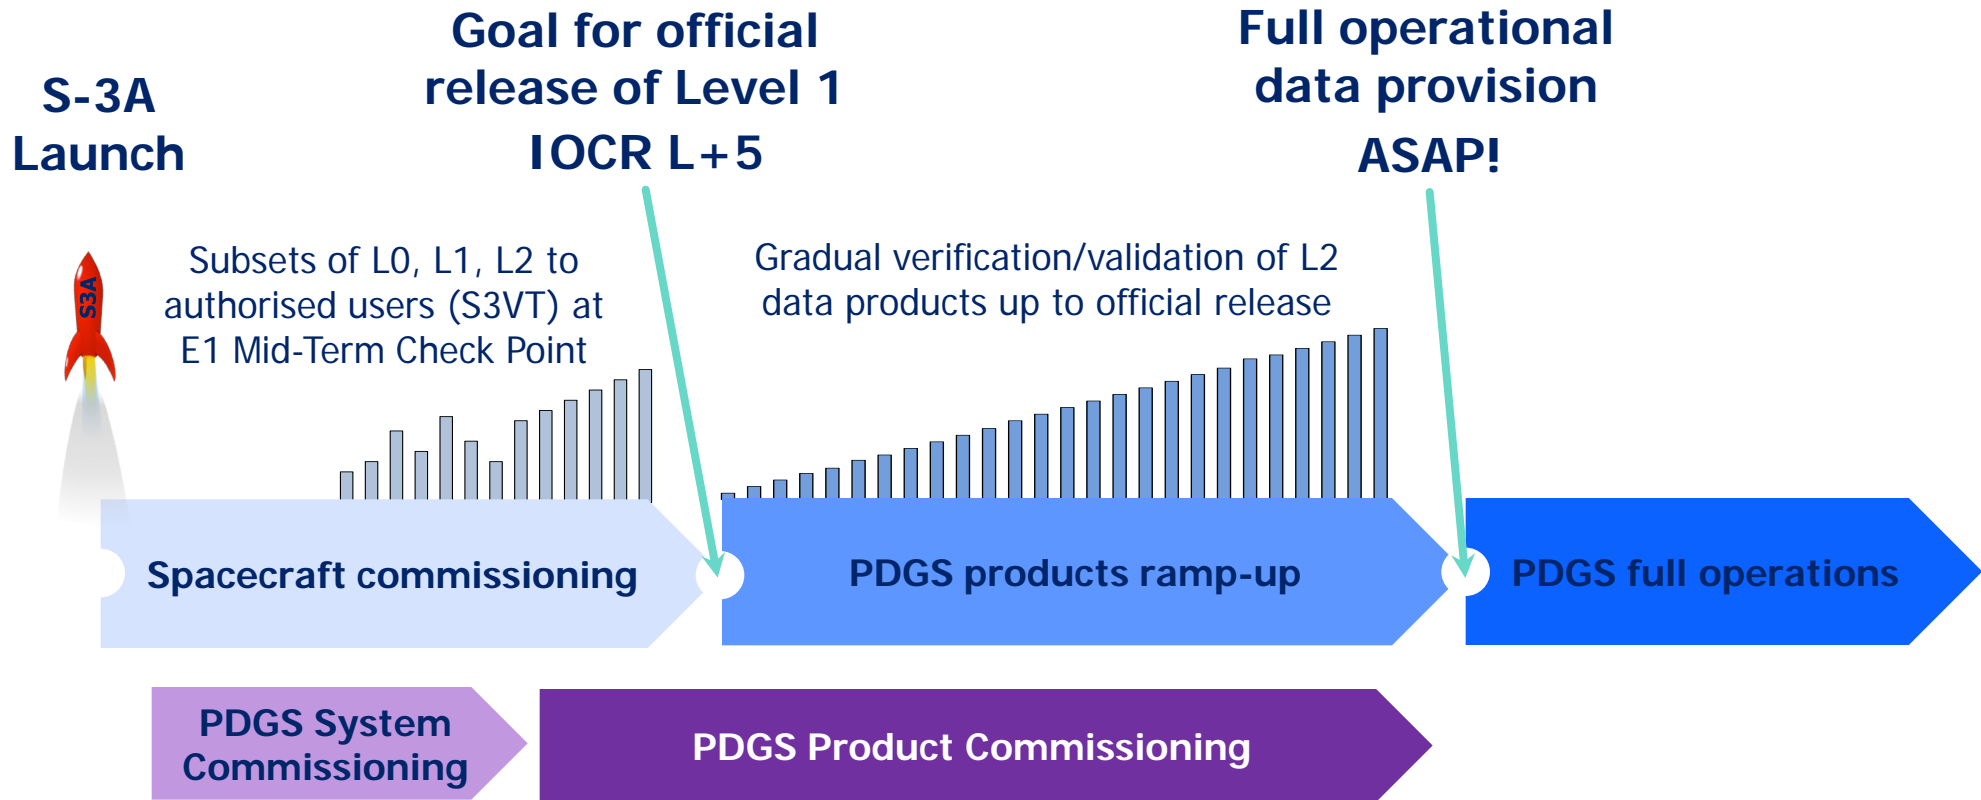 S-3A
Launch
Goal for official
release of Level 1
IOCR L+5
Full operational
data provision
ASAP!
S3A
Subsets of L0, L1, L2 to
authorised users (S3VT) at
E1 Mid-Term Check Point
Gradual verification/validation of L2
data products up to official release
Spacecraft commissioning
PDGS products ramp-up
PDGS full operations
PDGS System
Commissioning
PDGS Product Commissioning